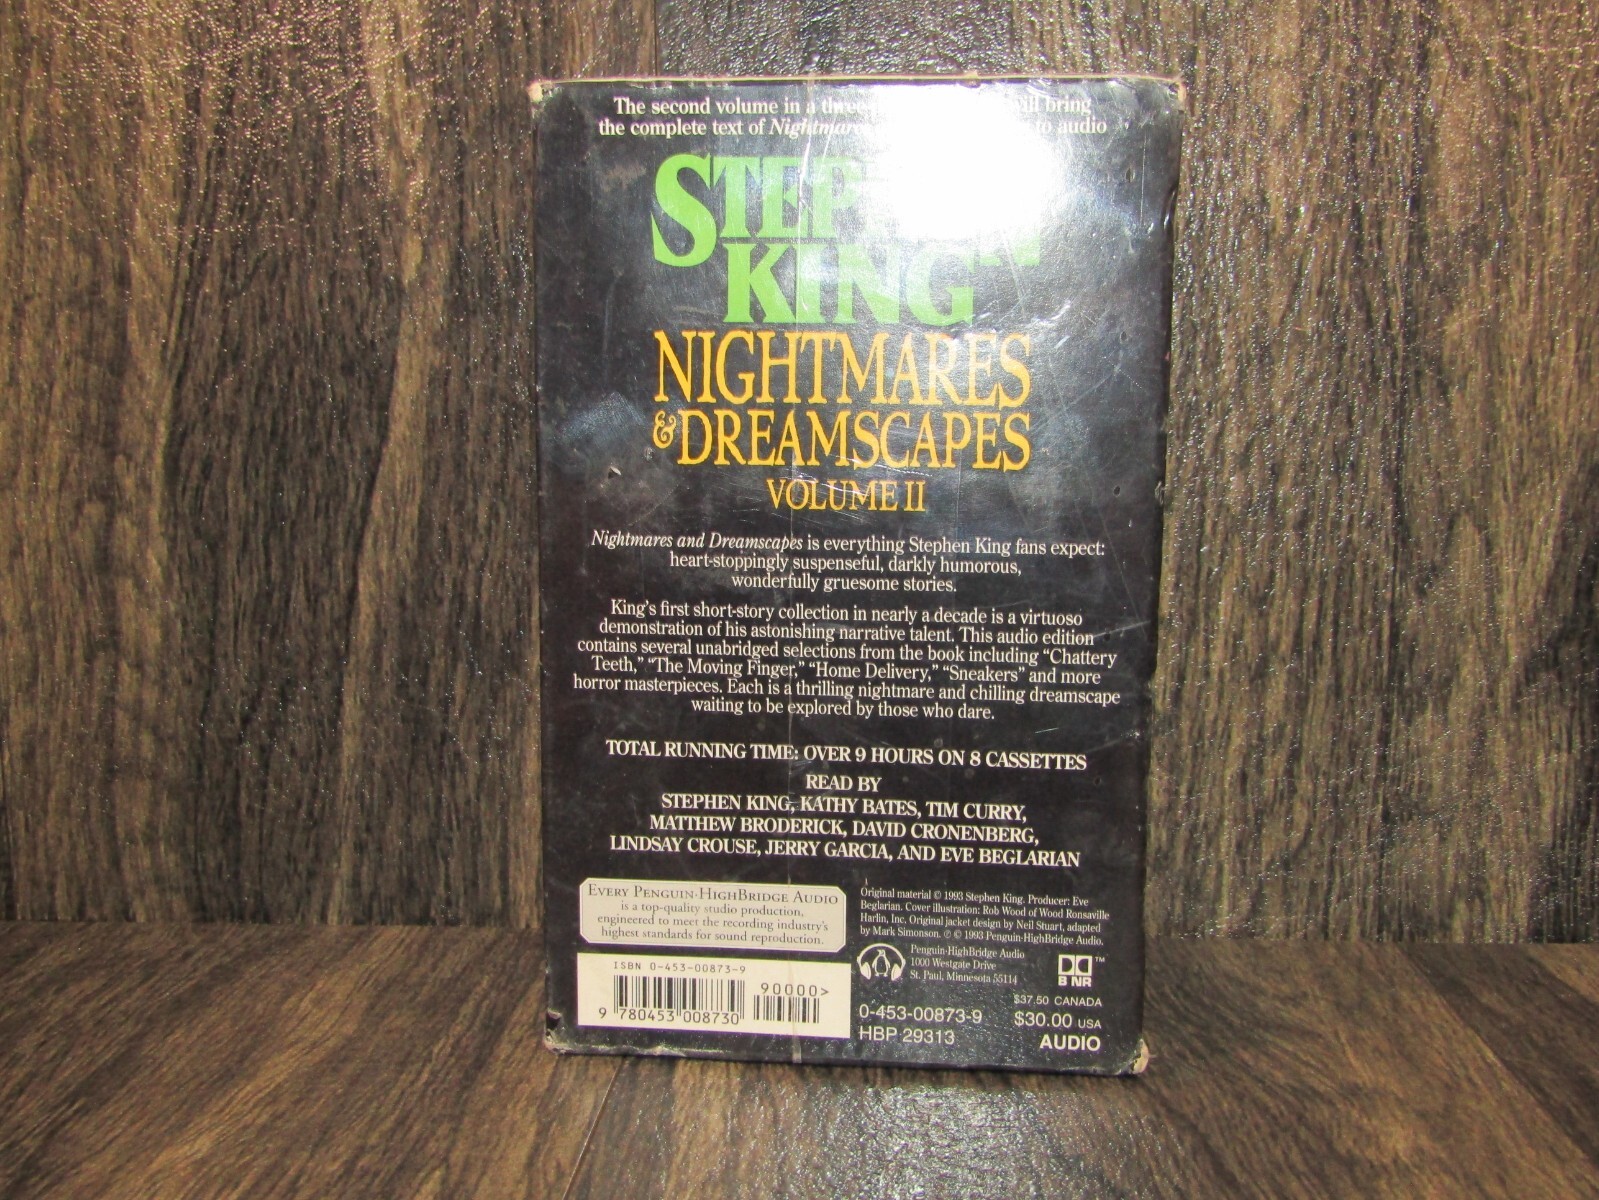 The second volume in a three- will bring
the complete text of Nightmares to audio
STEPHEN
KING
NIGHTMARES
& DREAMSCAPES
VOLUME II
Nightmares and Dreamscapes is everything Stephen King fans expect:
heart-stoppingly suspenseful, darkly humorous,
wonderfully gruesome stories.
King's first short-story collection in nearly a decade is a virtuoso
demonstration of his astonishing narrative talent. This audio edition
contains several unabridged selections from the book including “Chattery
Teeth,” “The Moving Finger,” “Home Delivery,” “Sneakers” and more
horror masterpieces. Each is a thrilling nightmare and chilling dreamscape
waiting to be explored by those who dare.
TOTAL RUNNING TIME: OVER 9 HOURS ON 8 CASSETTES
READ BY
STEPHEN KING, KATHY BATES, TIM CURRY,
MATTHEW BRODERICK, DAVID CRONENBERG,
LINDSAY CROUSE, JERRY GARCIA, AND EVE BEGLARIAN
EVERY PENGUIN-HIGHBRIDGE AUDIO
is a top-quality studio production,
engineered to meet the recording industry's
highest standards for sound reproduction.
Original material © 1993 Stephen King. Producer: Eve
Beglarian. Cover illustration: Rob Wood of Wood Ronsaville
Harlin, Inc. Original jacket design by Neil Stuart, adapted
by Mark Simonson. ℗ © 1993 Penguin-HighBridge Audio.
Penguin-HighBridge Audio
1000 Westgate Drive
St. Paul, Minnesota 55114
B NR ™
ISBN 0-453-00873-9
90000>
9 780453 008730
0-453-00873-9
HBP 29313
$37.50 CANADA
$30.00 USA
AUDIO